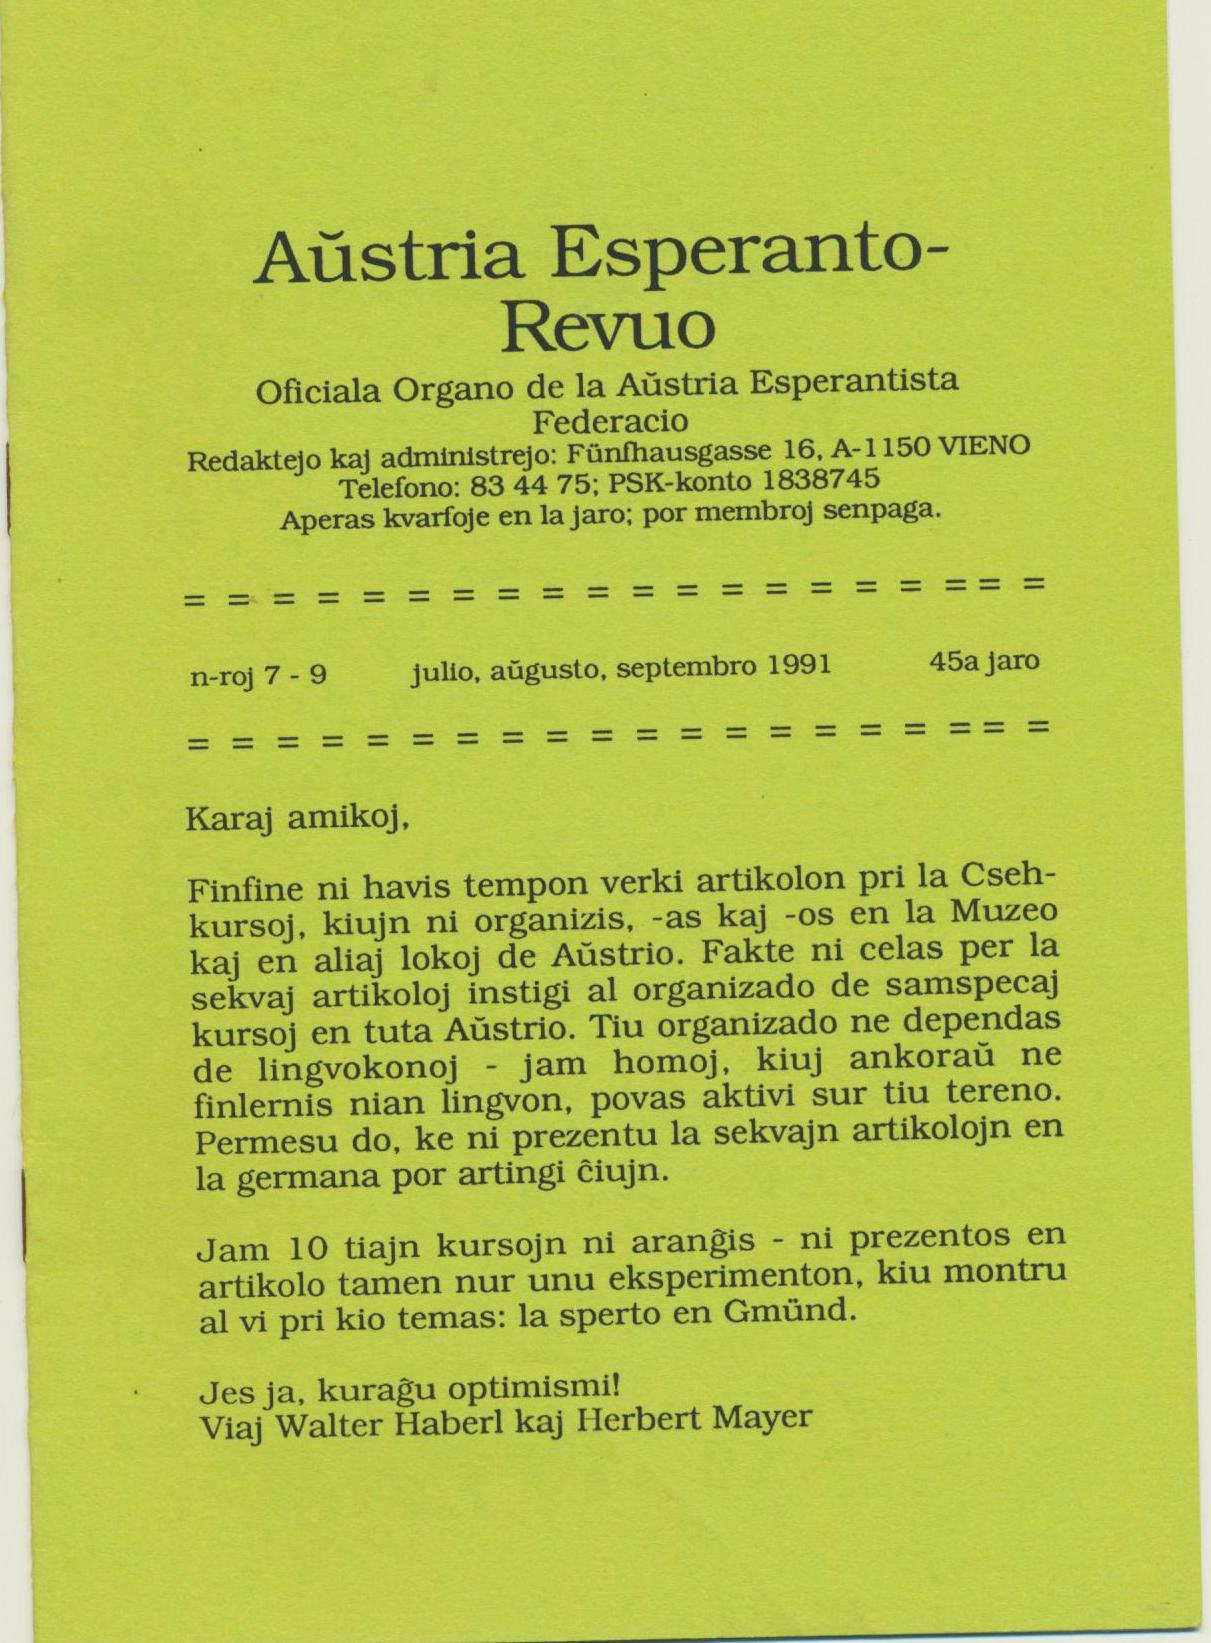 Aŭstria Esperanto-
Revuo
Oficiala Organo de la Aŭstria Esperantista
Federacio
Redaktejo kaj administrejo: Fünfhausgasse 16, A-1150 VIENO
Telefono: 83 44 75; PSK-konto 1838745
Aperas kvarfoje en la jaro; por membroj senpaga.
= = = = = = = = = = = = = = = = = = = =
n-roj 7 - 9 julio, aŭgusto, septembro 1991 45a jaro
= = = = = = = = = = = = = = = = = = = =
Karaj amikoj,
Finfine ni havis tempon verki artikolon pri la Cseh-
kursoj, kiujn ni organizis, -as kaj -os en la Muzeo
kaj en aliaj lokoj de Aŭstrio. Fakte ni celas per la
sekvaj artikoloj instigi al organizado de samspecaj
kursoj en tuta Aŭstrio. Tiu organizado ne dependas
de lingvokonoj - jam homoj, kiuj ankoraŭ ne
finlernis nian lingvon, povas aktivi sur tiu tereno.
Permesu do, ke ni prezentu la sekvajn artikolojn en
la germana por artingi ĉiujn.
Jam 10 tiajn kursojn ni aranĝis - ni prezentos en
artikolo tamen nur unu eksperimenton, kiu montru
al vi pri kio temas: la sperto en Gmünd.
Jes ja, kuraĝu optimismi!
Viaj Walter Haberl kaj Herbert Mayer